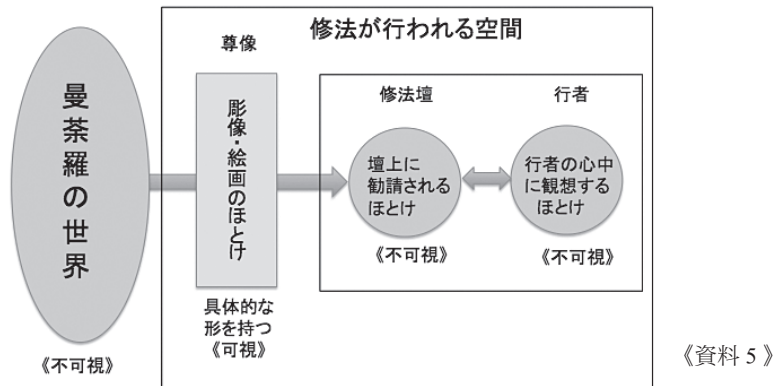 修法が行われる空間
曼荼羅の世界
《不可視》
尊像
彫像・絵画のほとけ
具体的な
形を持つ
《可視》
修法壇
壇上に
勧請される
ほとけ
《不可視》
行者
行者の心中
に観想する
ほとけ
《不可視》
《資料 5 》